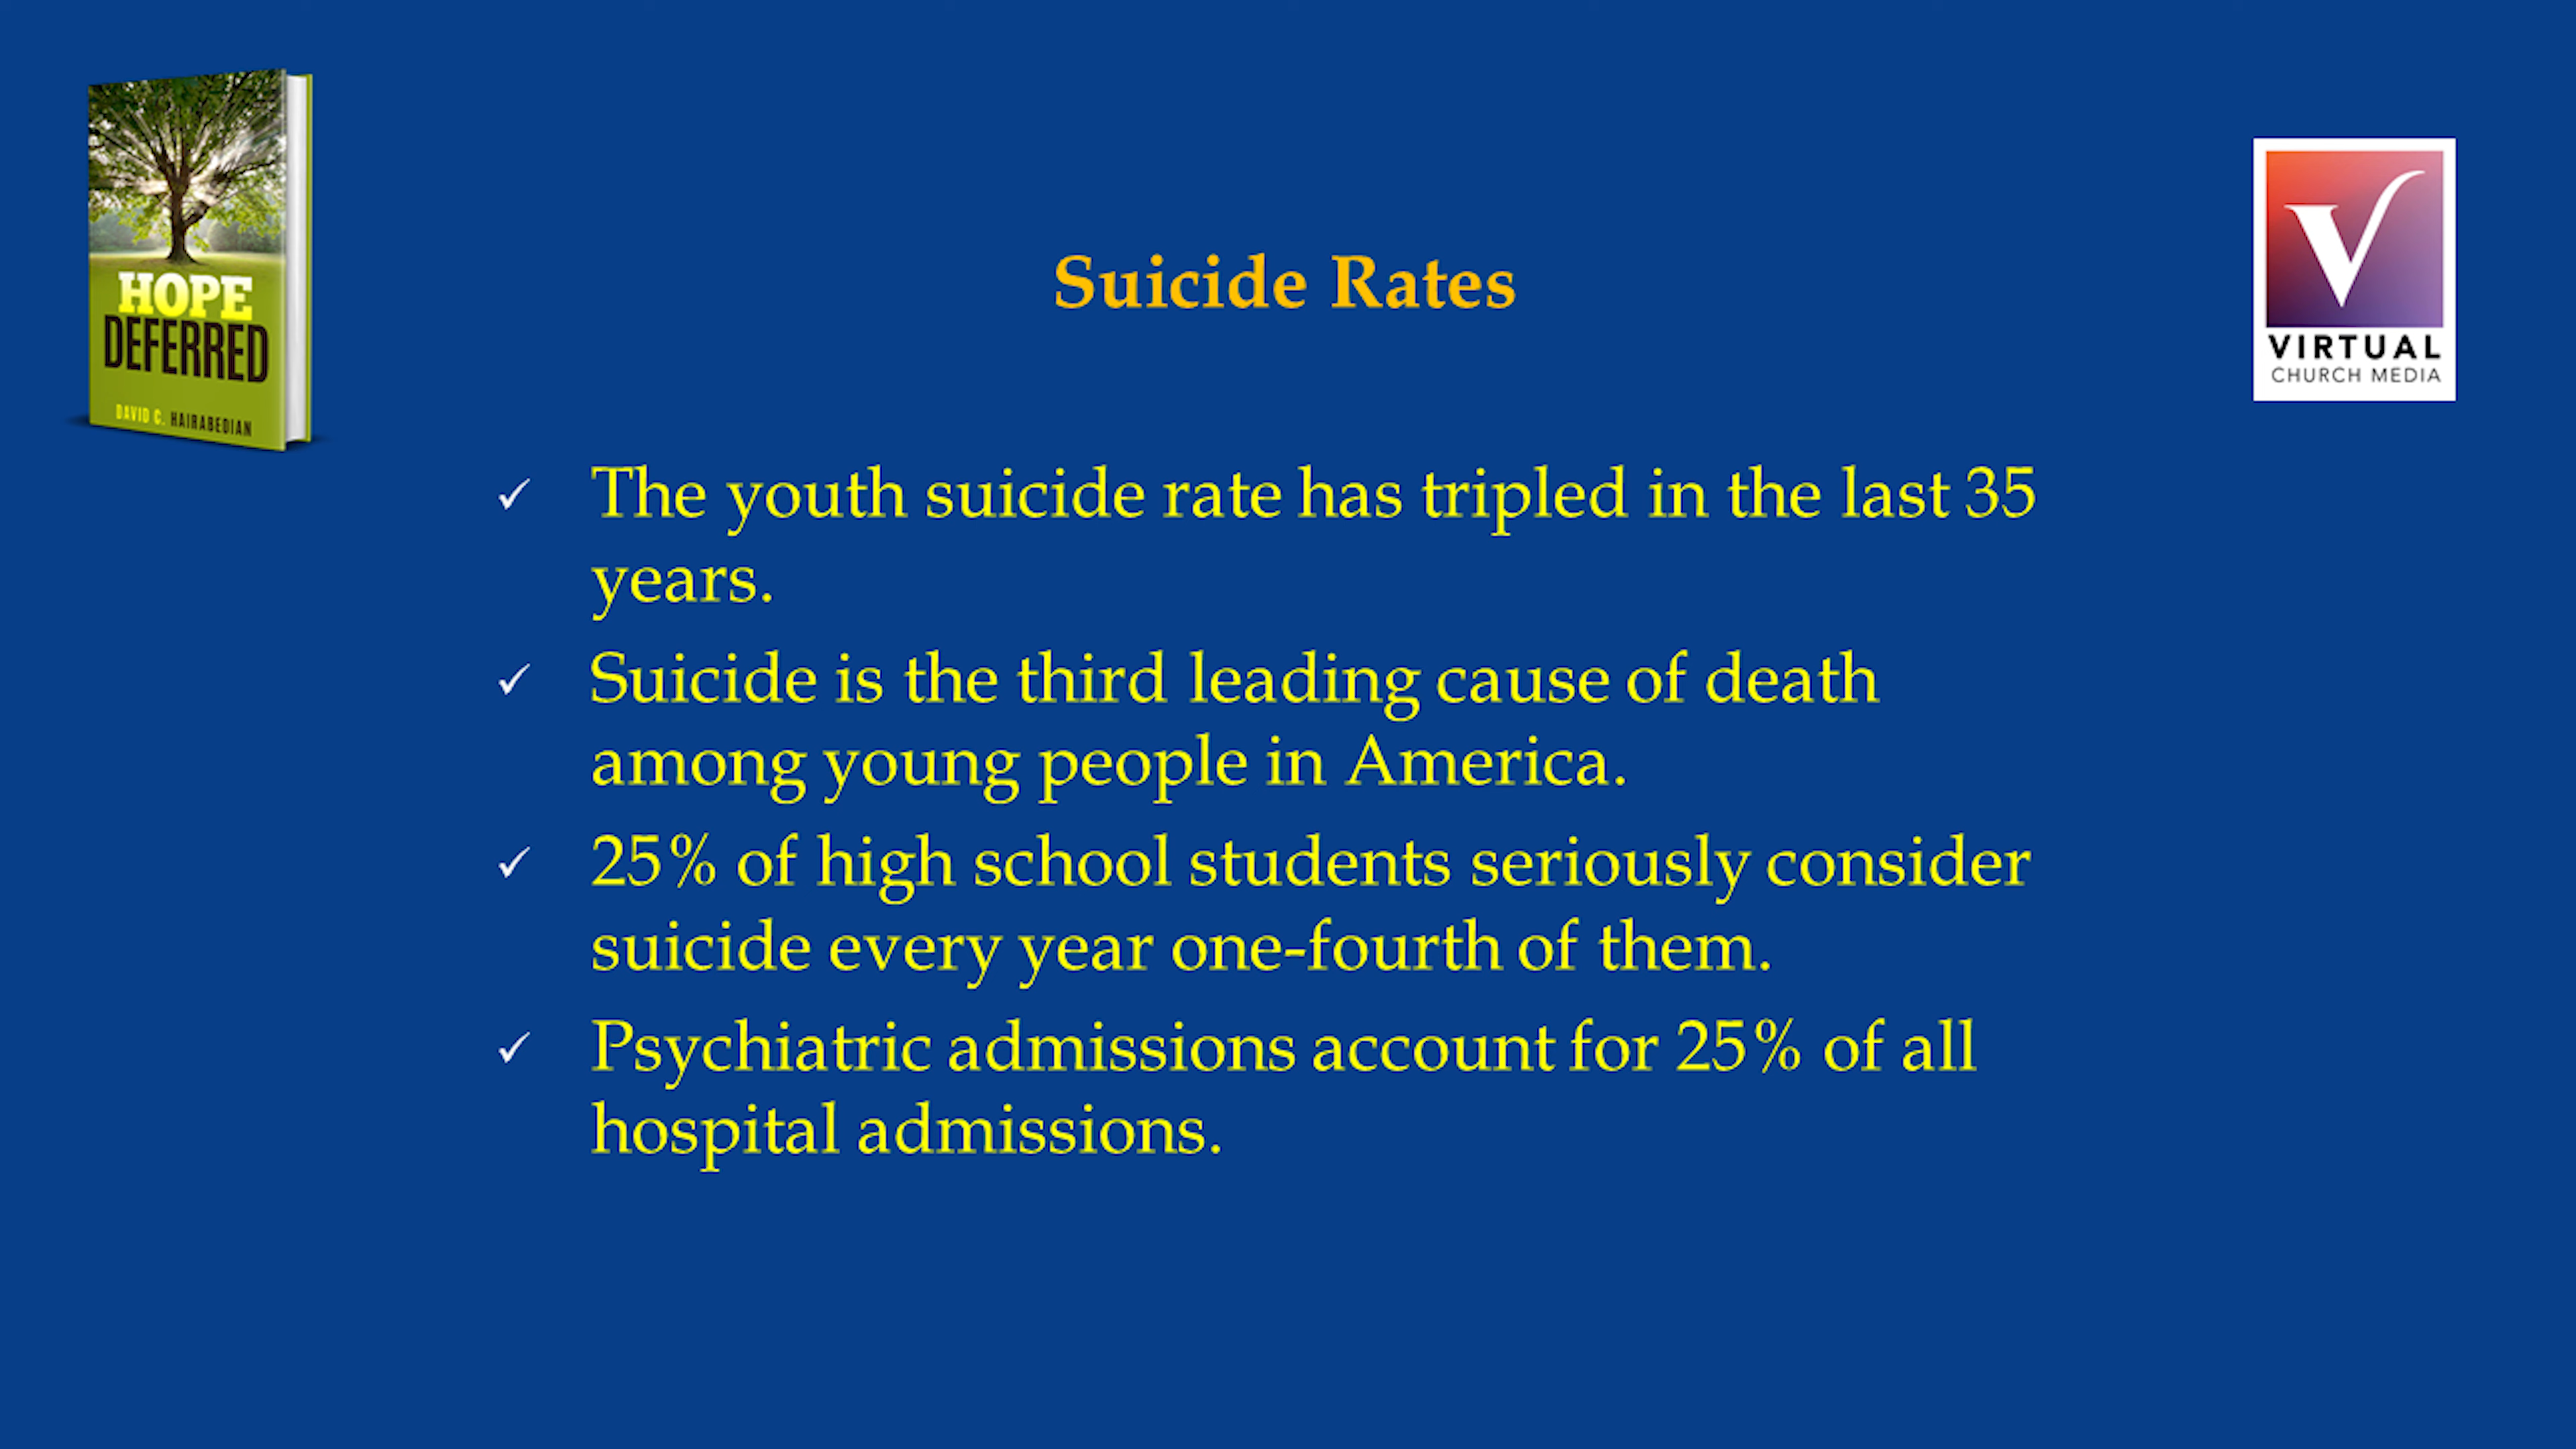 HOPE
DEFERRED
DAVID C. HAIRABEDIAN
Suicide Rates
V
VIRTUAL
CHURCH MEDIA
✓ The youth suicide rate has tripled in the last 35
years.
✓ Suicide is the third leading cause of death
among young people in America.
✓ 25% of high school students seriously consider
suicide every year one-fourth of them.
✓ Psychiatric admissions account for 25% of all
hospital admissions.